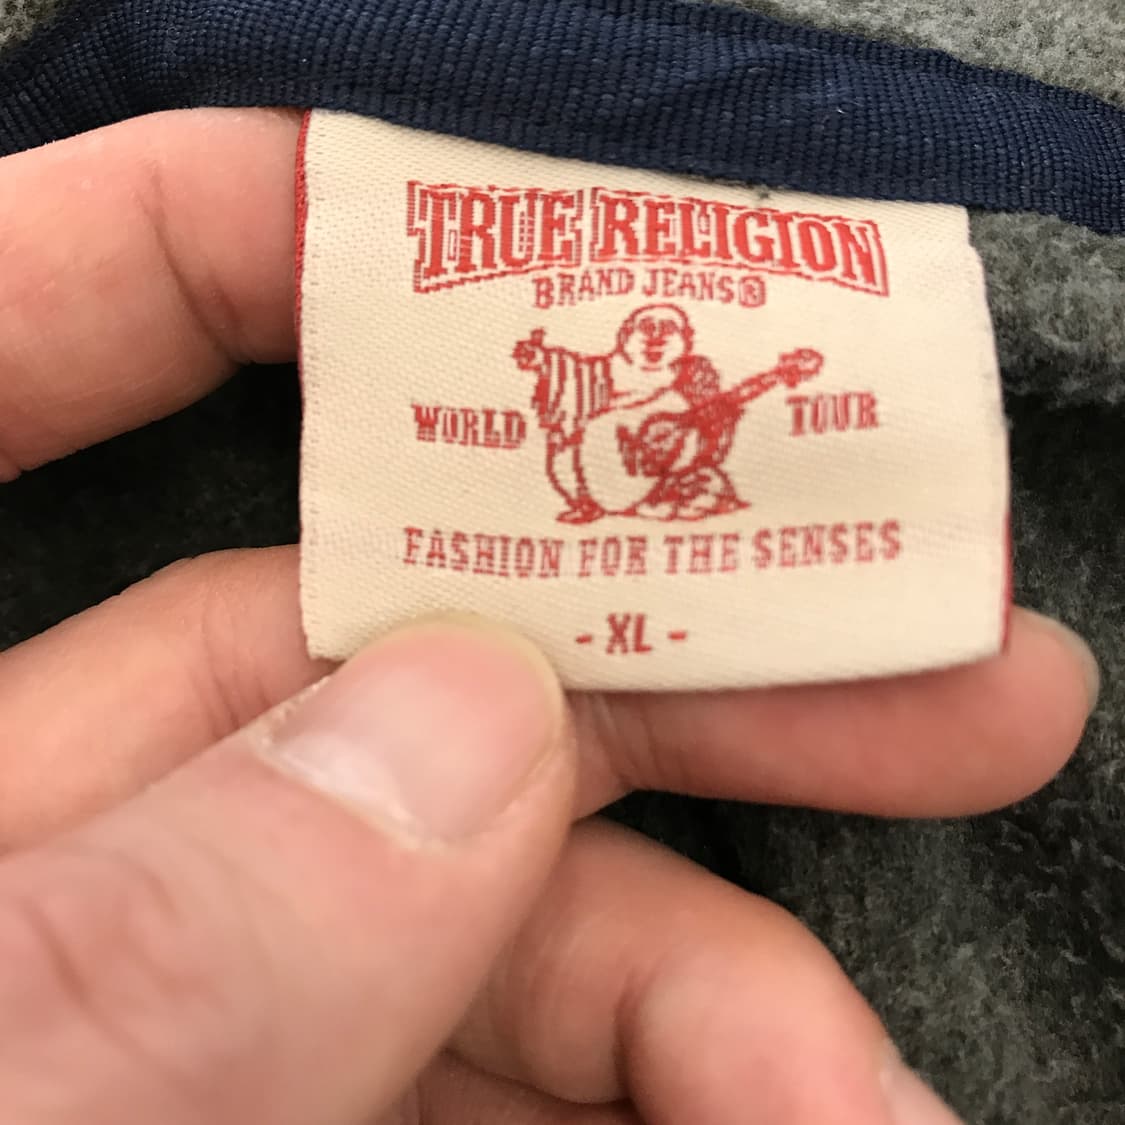 TRUE RELIGION
BRAND JEANS®
WORLD TOUR
FASHION FOR THE SENSES
- XL -